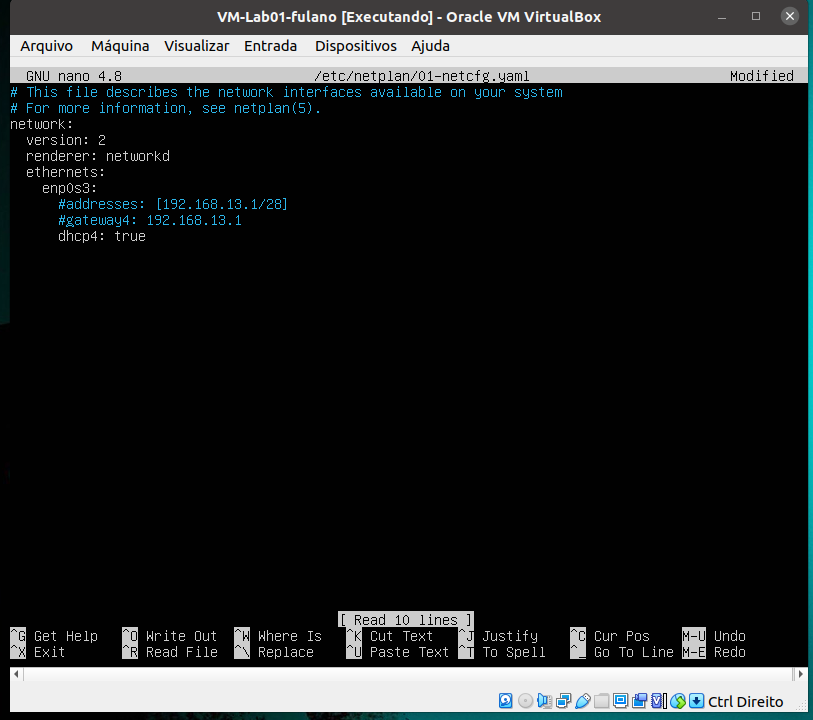 VM-Lab01-fulano [Executando] - Oracle VM VirtualBox
Arquivo Máquina Visualizar Entrada Dispositivos Ajuda
GNU nano 4.8 /etc/netplan/01-netcfg.yaml Modified
# This file describes the network interfaces available on your system
# For more information, see netplan(5).
network:
  version: 2
  renderer: networkd
  ethernets:
    enp0s3:
      #addresses: [192.168.13.1/28]
      #gateway4: 192.168.13.1
      dhcp4: true
[ Read 10 lines ]
^G Get Help ^O Write Out ^W Where Is ^K Cut Text ^J Justify ^C Cur Pos M-U Undo
^X Exit ^R Read File ^\ Replace ^U Paste Text ^T To Spell ^_ Go To Line M-E Redo
Ctrl Direito